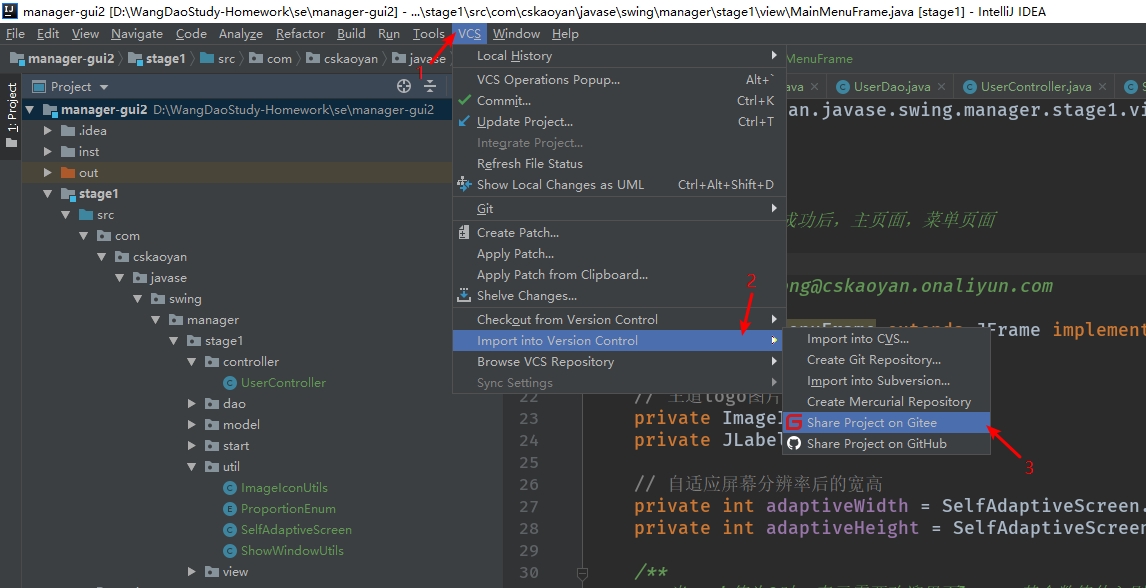 manager-gui2 [D:\WangDaoStudy-Homework\se\manager-gui2] - ...\stage1\src\com\cskaoyan\javase\swing\manager\stage1\view\MainMenuFrame.java [stage1] - IntelliJ IDEA
File Edit View Navigate Code Analyze Refactor Build Run Tools VCS Window Help
manager-gui2 stage1 src com cskaoyan javase
MenuFrame
1
Project
1: Project
UserDao.java
UserController.java
manager-gui2 D:\WangDaoStudy-Homework\se\manager-gui2
.idea
inst
out
stage1
src
com
cskaoyan
javase
swing
manager
stage1
controller
UserController
dao
model
start
util
ImageIconUtils
ProportionEnum
SelfAdaptiveScreen
ShowWindowUtils
view
Local History
VCS Operations Popup... Alt+`
Commit... Ctrl+K
Update Project... Ctrl+T
Integrate Project...
Refresh File Status
Show Local Changes as UML Ctrl+Alt+Shift+D
Git
Create Patch...
Apply Patch...
Apply Patch from Clipboard...
Shelve Changes...
Checkout from Version Control
Import into Version Control
Browse VCS Repository
Sync Settings
2
Import into CVS...
Create Git Repository...
Import into Subversion...
Create Mercurial Repository
Share Project on Gitee
Share Project on GitHub
3
an.javase.swing.manager.stage1.vi
成功后，主页面，菜单页面
ng@cskaoyan.onaliyun.com
extends JFrame implement
22 // 王道logo图片
23 private ImageI
24 private JLabel
25
26 // 自适应屏幕分辨率后的宽高
27 private int adaptiveWidth = SelfAdaptiveScreen.
28 private int adaptiveHeight = SelfAdaptiveScreen
29
30 /**